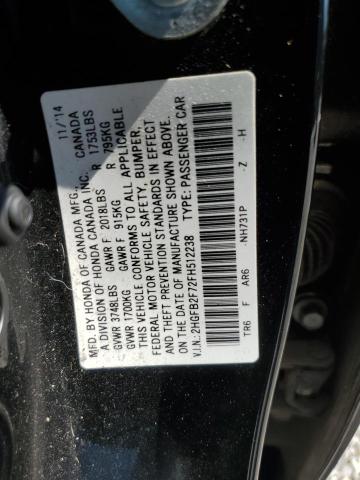 MFD. BY HONDA OF CANADA MFG. 11/'14
A DIVISION OF HONDA CANADA INC. CANADA
GVWR 3748LBS GAWR F 2018LBS R 1753LBS
GVWR 1700KG GAWR F 915KG R 795KG
THIS VEHICLE CONFORMS TO ALL APPLICABLE
FEDERAL MOTOR VEHICLE SAFETY, BUMPER,
AND THEFT PREVENTION STANDARDS IN EFFECT
ON THE DATE OF MANUFACTURE SHOWN ABOVE.
V.I.N.: 2HGFB2F72FH512238 TYPE: PASSENGER CAR
TR6 F AR6 -NH731P -Z -H